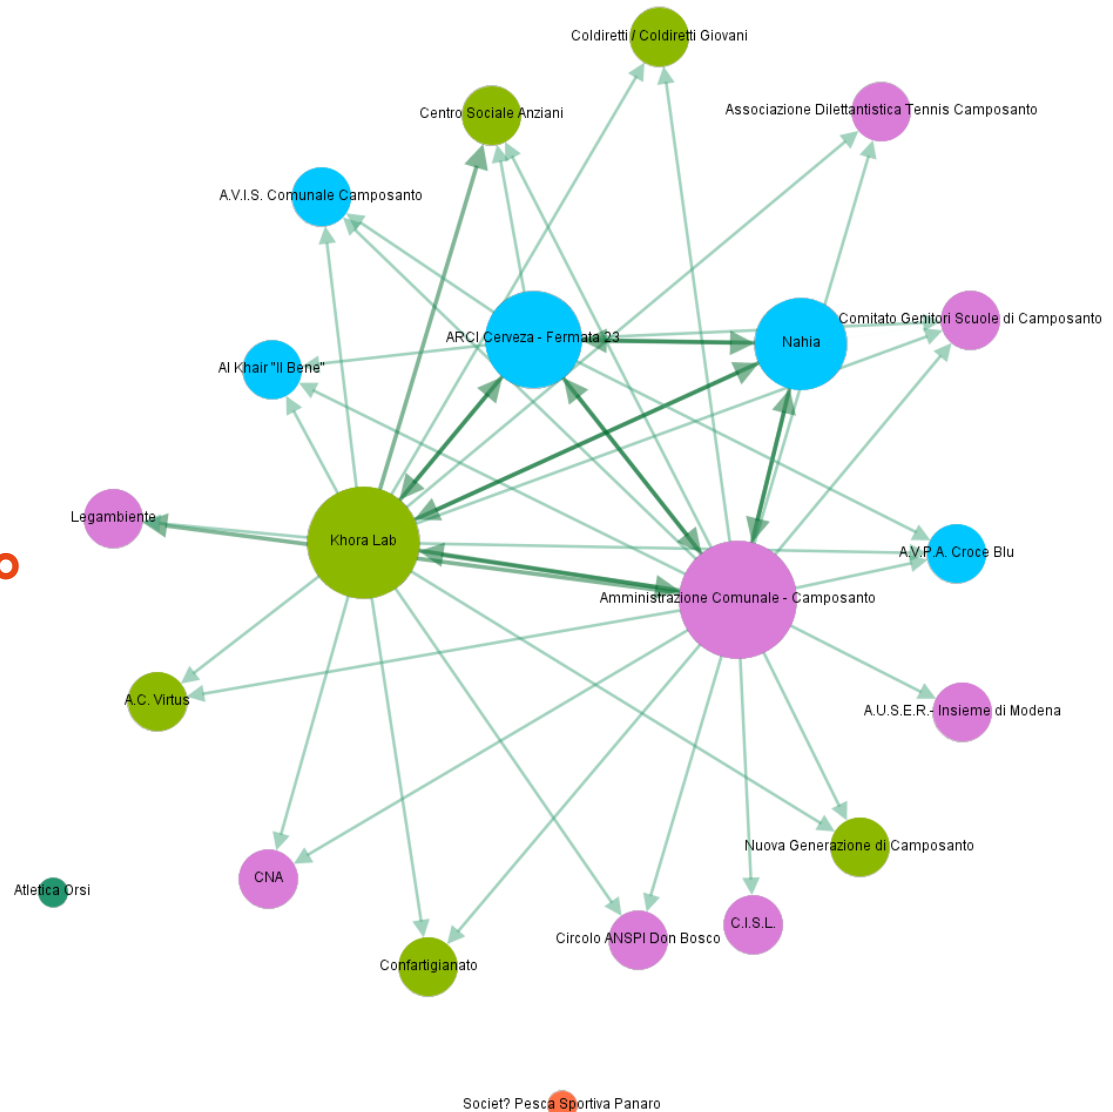 Coldiretti / Coldiretti Giovani
Associazione Dilettantistica Tennis Camposanto
Centro Sociale Anziani
A.V.I.S. Comunale Camposanto
Comitato Genitori Scuole di Camposanto
ARCI Cerveza - Fermata 23
Nahia
Al Khair "Il Bene"
Legambiente
Khora Lab
A.V.P.A. Croce Blu
Amministrazione Comunale - Camposanto
A.C. Virtus
A.U.S.E.R.- Insieme di Modena
Nuova Generazione di Camposanto
CNA
Atletica Orsi
C.I.S.L.
Circolo ANSPI Don Bosco
Confartigianato
Societ? Pesca Sportiva Panaro